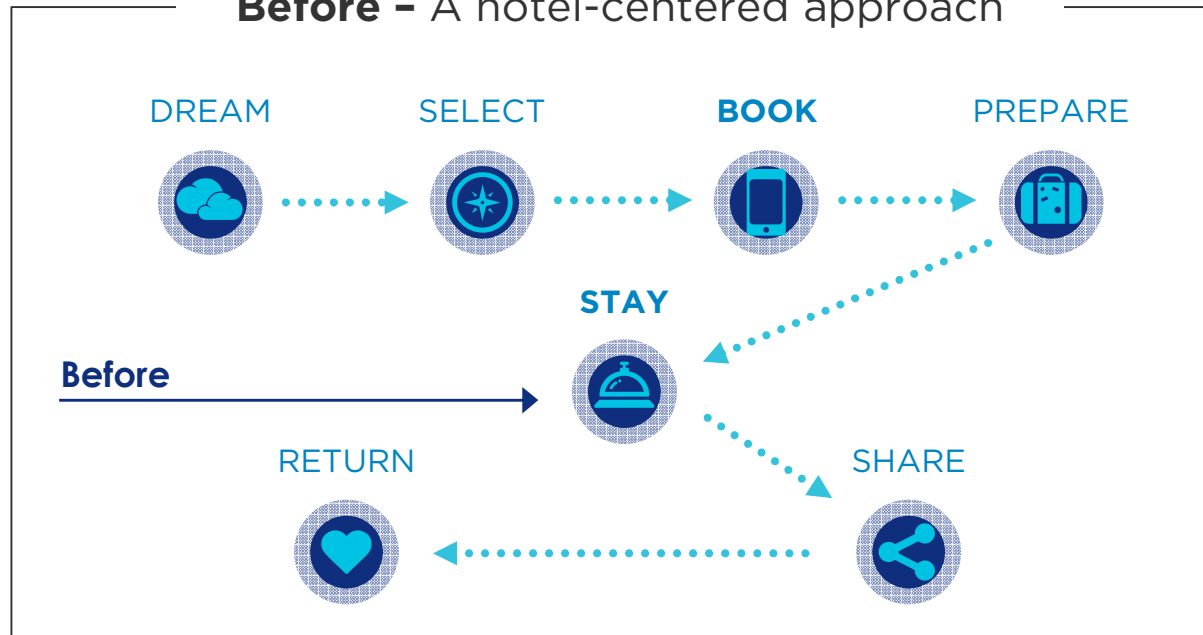 Before – A hotel-centered approach
DREAM
SELECT
BOOK
PREPARE
STAY
Before
RETURN
SHARE